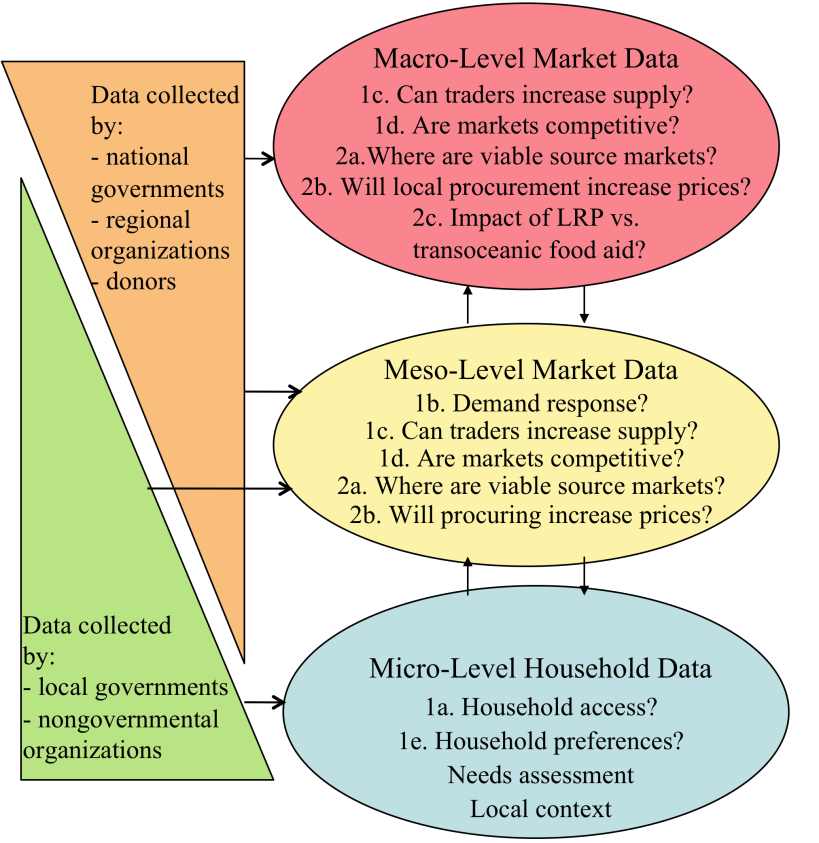 Macro-Level Market Data
1c. Can traders increase supply?
1d. Are markets competitive?
2a.Where are viable source markets?
2b. Will local procurement increase prices?
2c. Impact of LRP vs.
transoceanic food aid?
Data collected
by:
- national
governments
- regional
organizations
- donors
Meso-Level Market Data
1b. Demand response?
1c. Can traders increase supply?
1d. Are markets competitive?
2a. Where are viable source markets?
2b. Will procuring increase prices?
Data collected
by:
- local governments
- nongovernmental
organizations
Micro-Level Household Data
1a. Household access?
1e. Household preferences?
Needs assessment
Local context